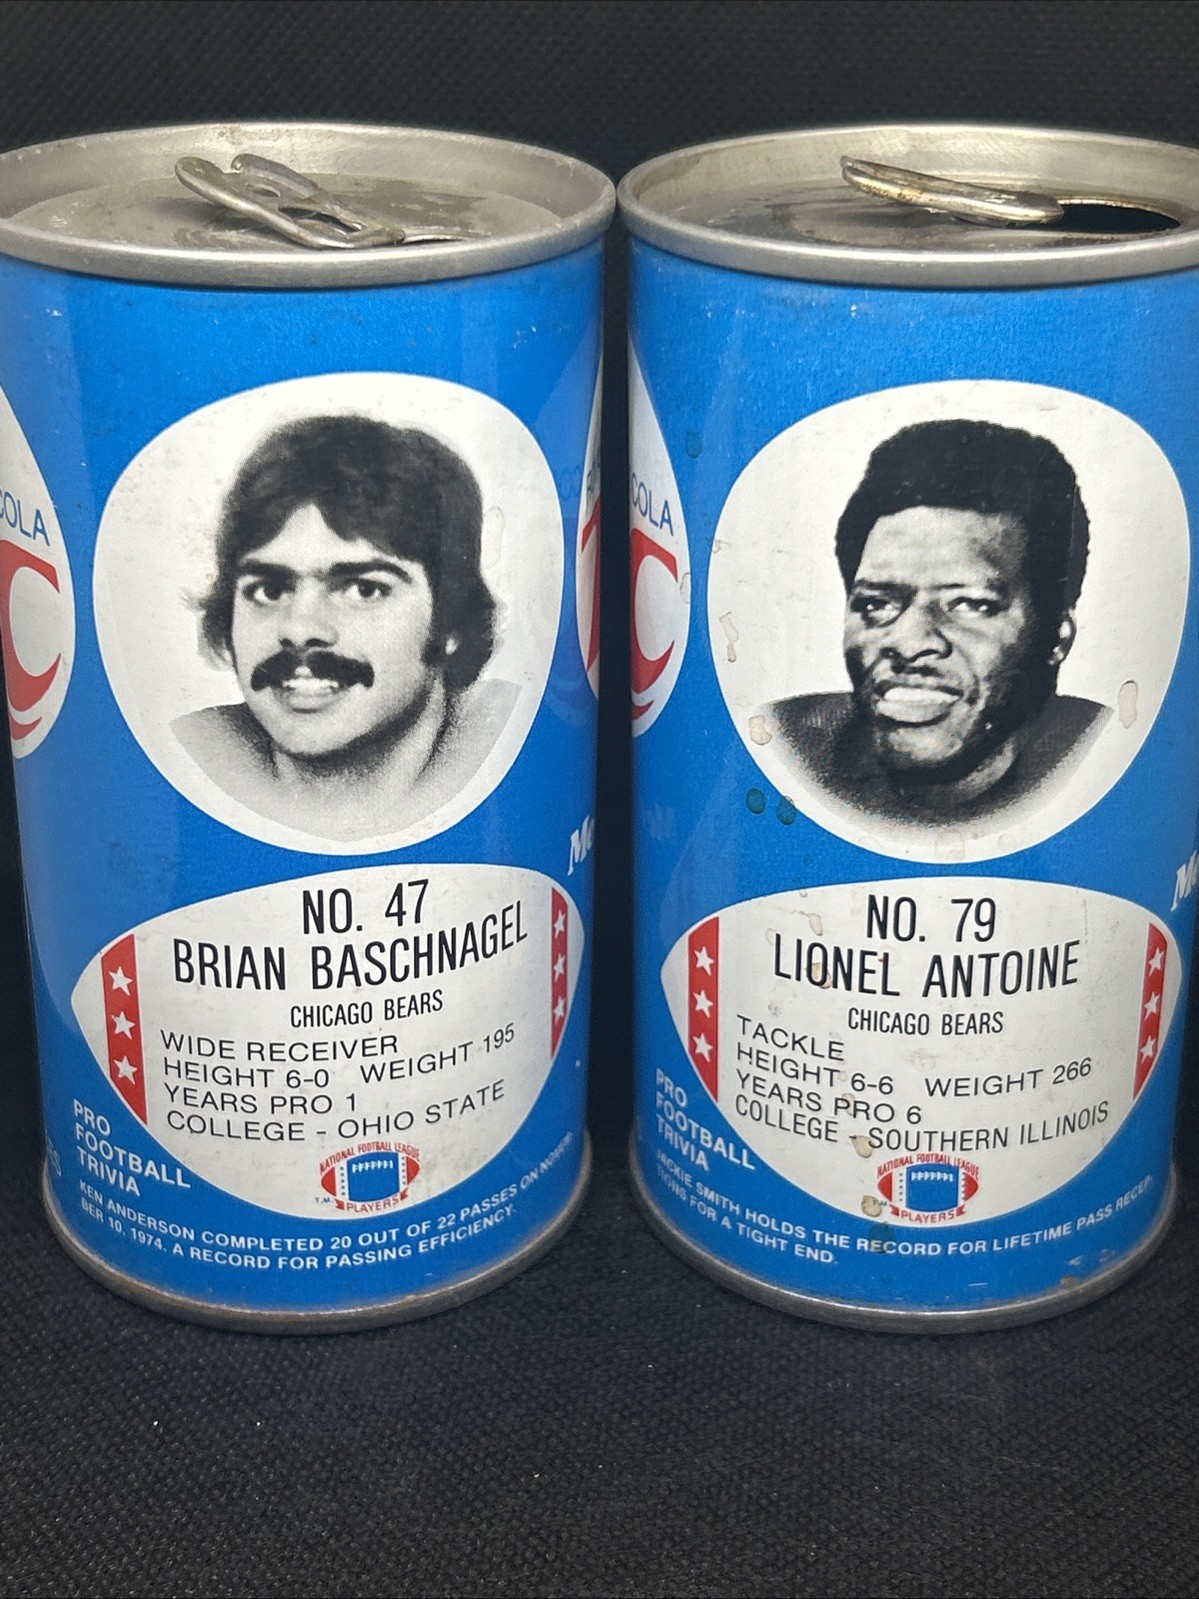 COLA
C
NO. 47
BRIAN BASCHNAGEL
CHICAGO BEARS
WIDE RECEIVER
HEIGHT 6-0 WEIGHT 195
YEARS PRO 1
COLLEGE - OHIO STATE
NATIONAL FOOTBALL LEAGUE
PLAYERS
T.M.
PRO
FOOTBALL
TRIVIA
KEN ANDERSON COMPLETED 20 OUT OF 22 PASSES ON NOVEM-
BER 10, 1974. A RECORD FOR PASSING EFFICIENCY.
COLA
C
NO. 79
LIONEL ANTOINE
CHICAGO BEARS
TACKLE
HEIGHT 6-6 WEIGHT 266
YEARS PRO 6
COLLEGE - SOUTHERN ILLINOIS
NATIONAL FOOTBALL LEAGUE
PLAYERS
PRO
FOOTBALL
TRIVIA
JACKIE SMITH HOLDS THE RECORD FOR LIFETIME PASS RECEP-
TIONS FOR A TIGHT END.